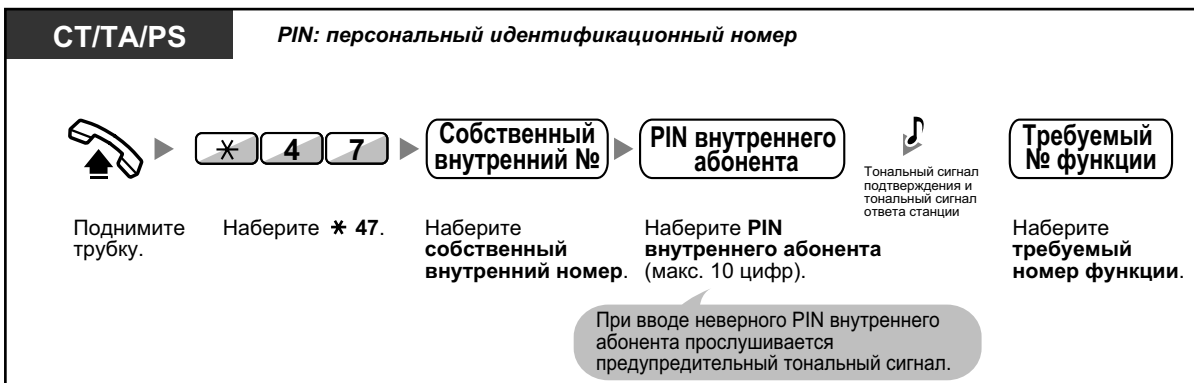 CT/TA/PS
PIN: персональный идентификационный номер
✳ 4 7
Собственный
внутренний №
PIN внутреннего
абонента
Тональный сигнал
подтверждения и
тональный сигнал
ответа станции
Требуемый
№ функции
Поднимите
трубку.
Наберите ✳ 47.
Наберите
собственный
внутренний номер.
Наберите PIN
внутреннего абонента
(макс. 10 цифр).
Наберите
требуемый
номер функции.
При вводе неверного PIN внутреннего
абонента прослушивается
предупредительный тональный сигнал.